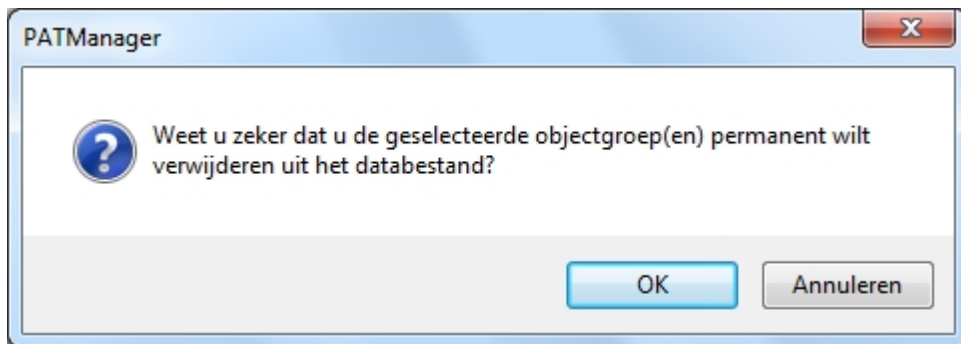 PATManager
Weet u zeker dat u de geselecteerde objectgroep(en) permanent wilt
verwijderen uit het databestand?
OK
Annuleren